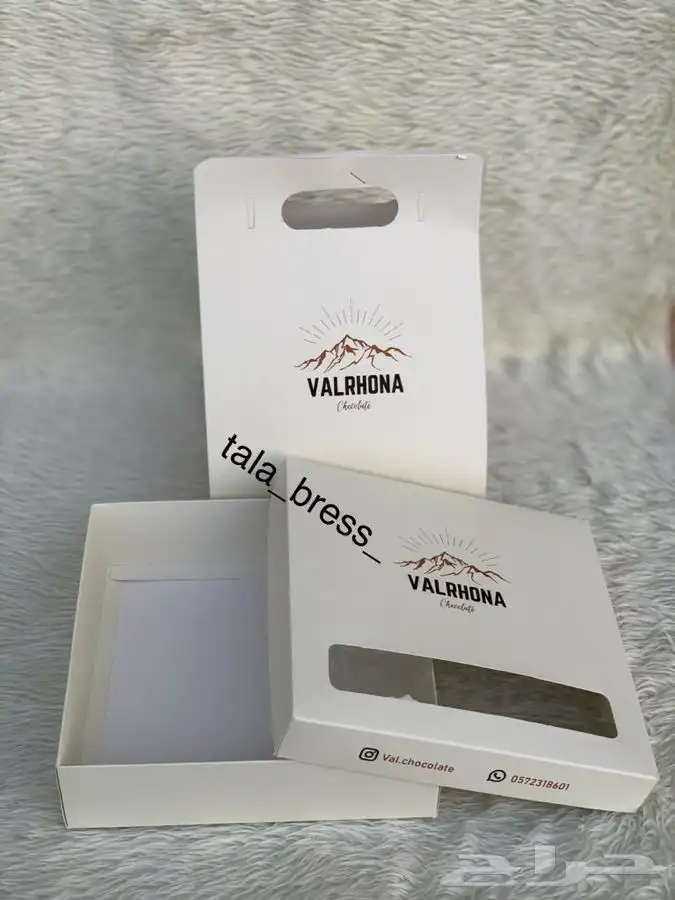 VALRHONA
Chocolate
tala_bress_
VALRHONA
Chocolate
Val.chocolate
0572318601
حراج